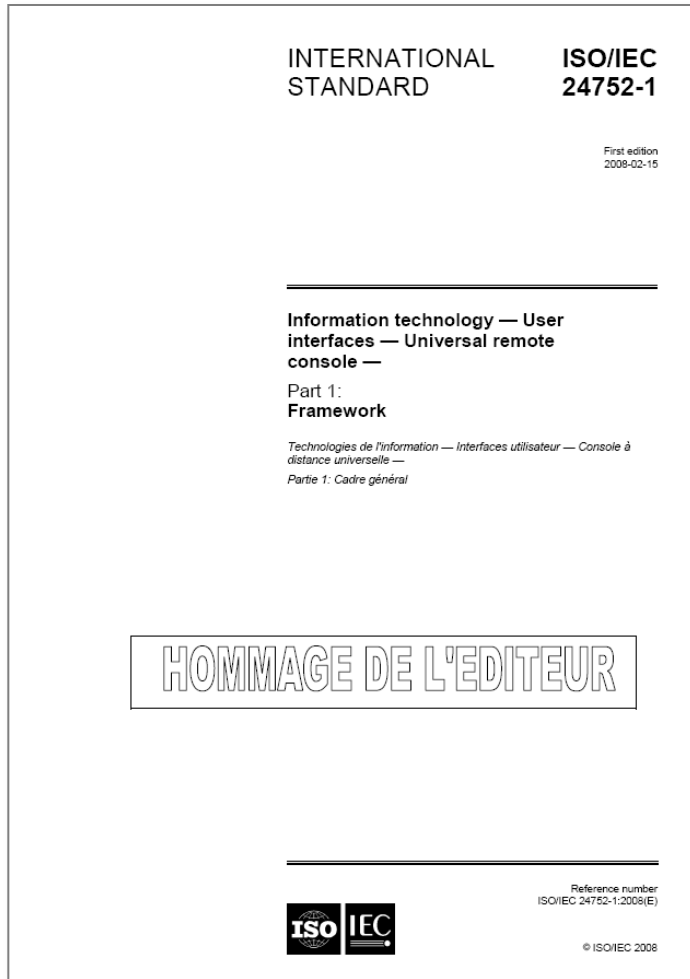 INTERNATIONAL STANDARD
ISO/IEC 24752-1
First edition
2008-02-15
Information technology — User
interfaces — Universal remote
console —
Part 1:
Framework
Technologies de l'information — Interfaces utilisateur — Console à
distance universelle —
Partie 1: Cadre général
HOMMAGE DE L'EDITEUR
Reference number
ISO/IEC 24752-1:2008(E)
ISO IEC
© ISO/IEC 2008